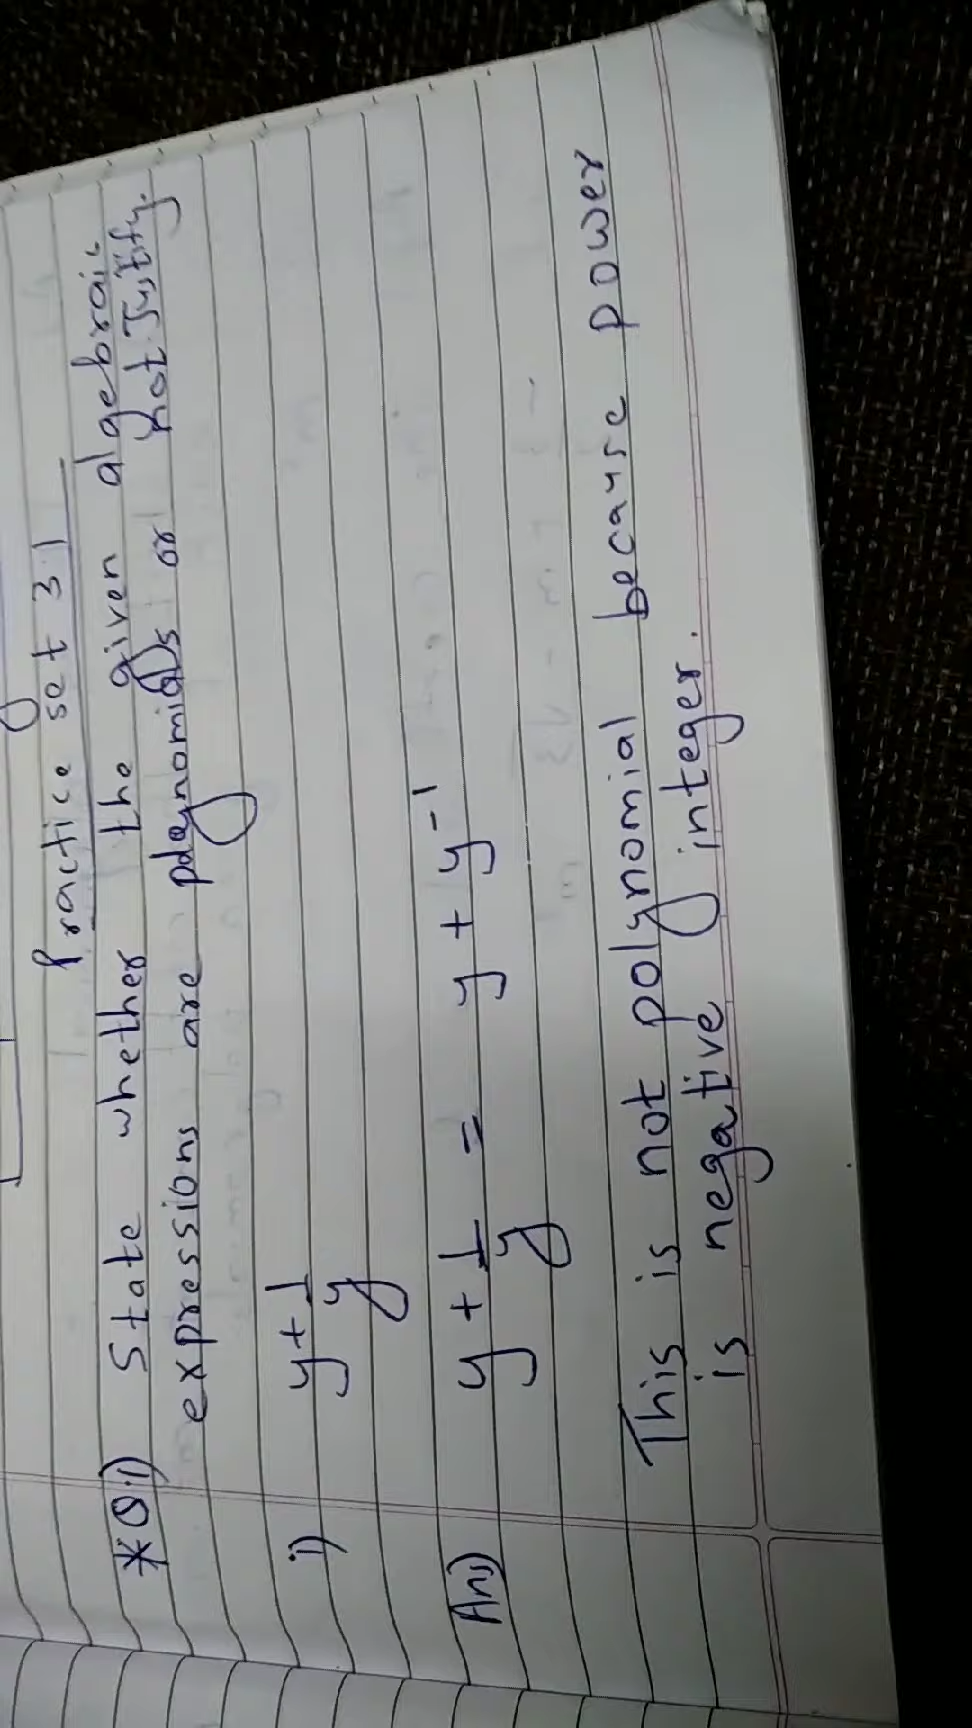 Practice set 3.1
*Q.1) State whether the given algebraic
expressions are polynomials or not. Justify.
i) y + 1/y
Ans) y + 1/y = y + y⁻¹
This is not polynomial because power
is negative integer.